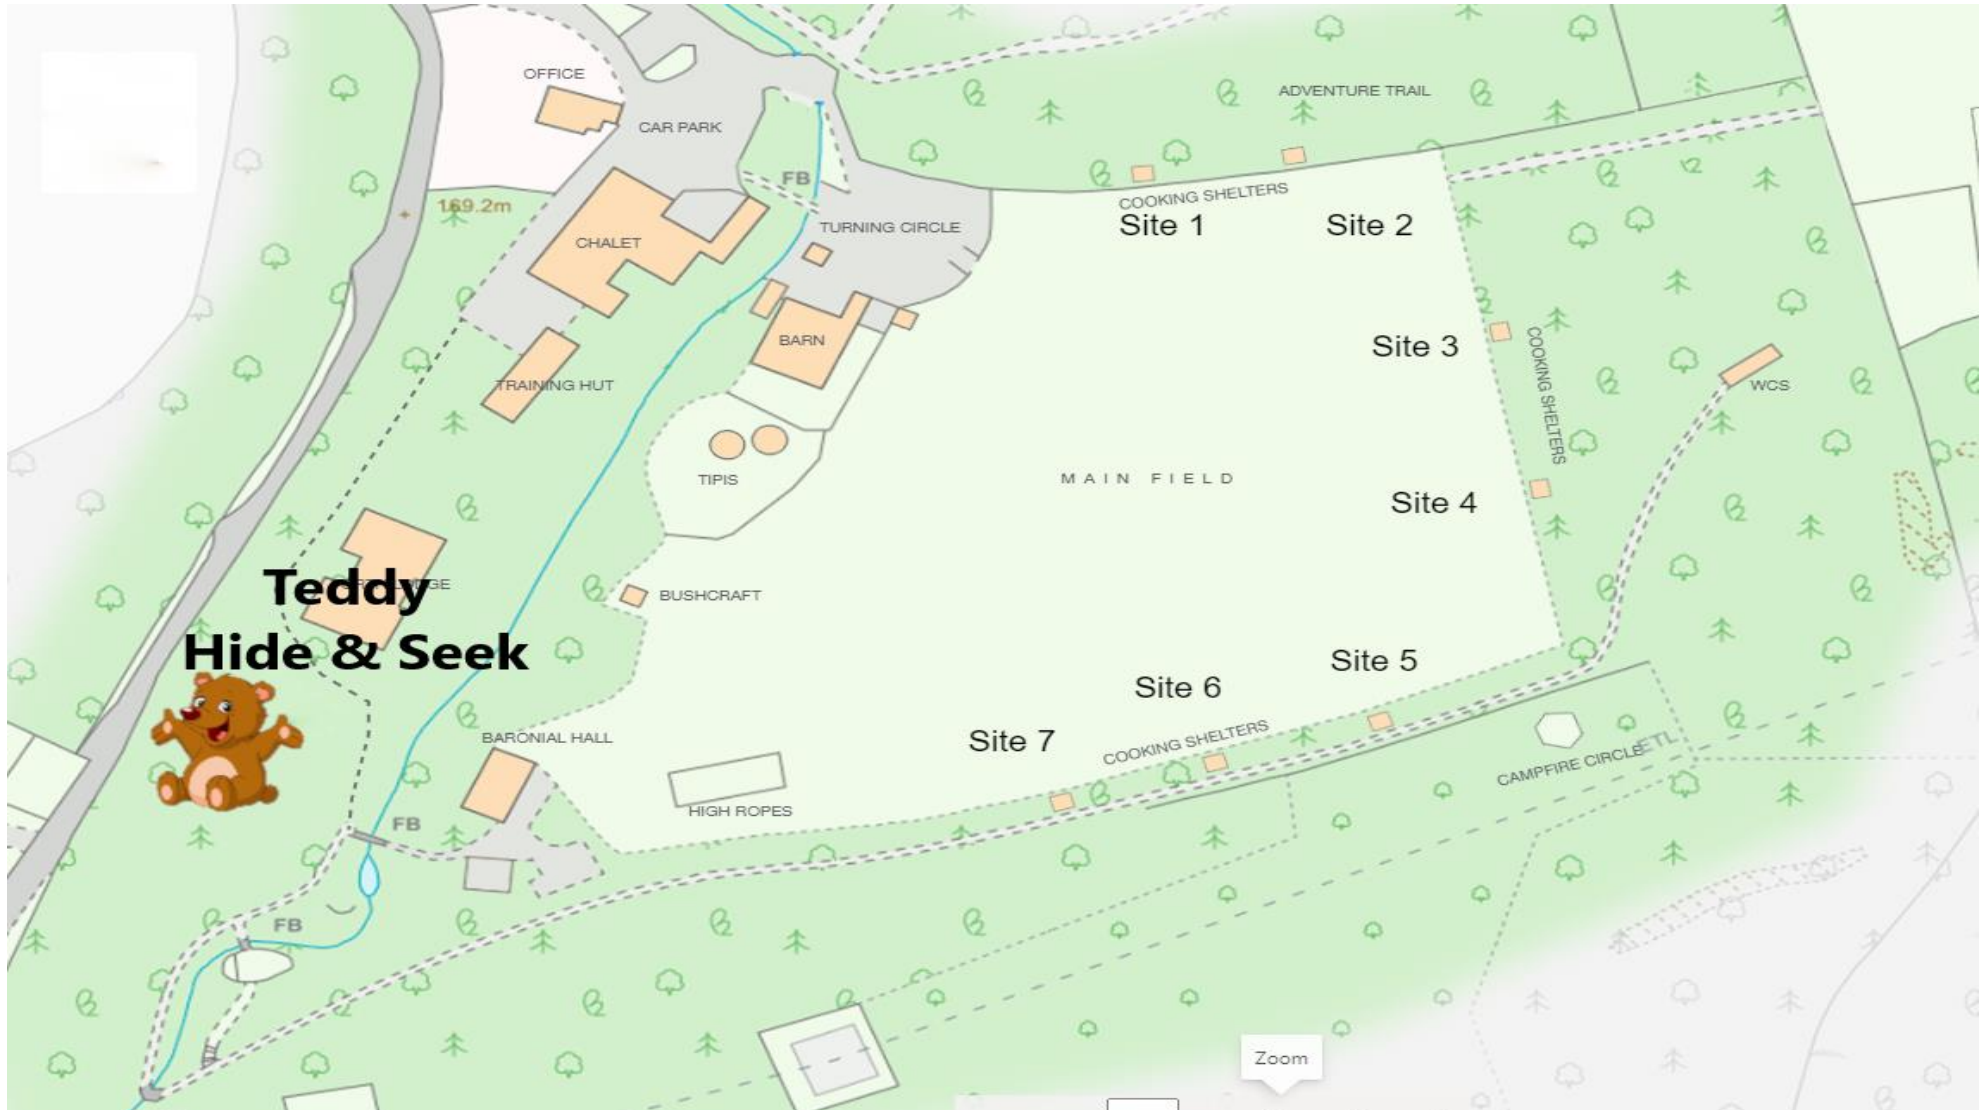 OFFICE
ADVENTURE TRAIL
CAR PARK
FB
169.2m
COOKING SHELTERS
Site 1
Site 2
TURNING CIRCLE
CHALET
BARN
Site 3
COOKING SHELTERS
TRAINING HUT
WCS
TIPIS
MAIN FIELD
Site 4
Teddy
BUSHCRAFT
Hide & Seek
Site 5
Site 6
BARONIAL HALL
Site 7
COOKING SHELTERS
ETL
CAMPFIRE CIRCLE
HIGH ROPES
FB
FB
Zoom